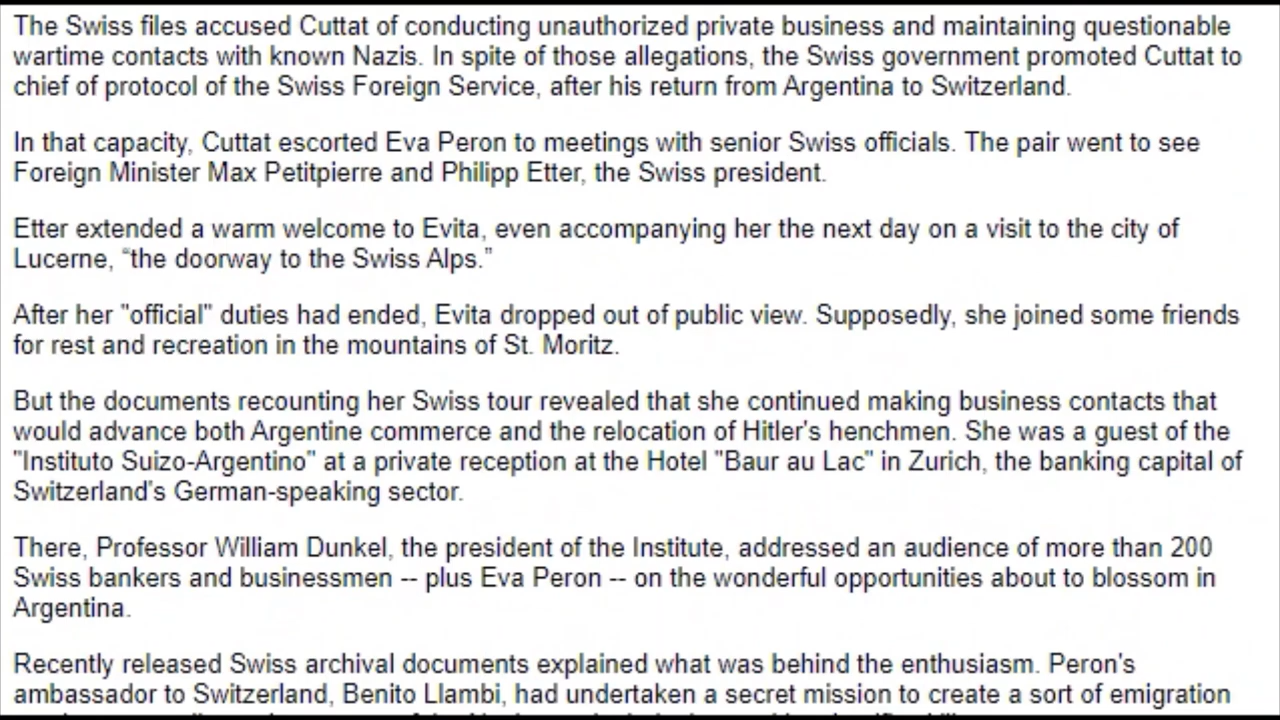 The Swiss files accused Cuttat of conducting unauthorized private business and maintaining questionable
wartime contacts with known Nazis. In spite of those allegations, the Swiss government promoted Cuttat to
chief of protocol of the Swiss Foreign Service, after his return from Argentina to Switzerland.
In that capacity, Cuttat escorted Eva Peron to meetings with senior Swiss officials. The pair went to see
Foreign Minister Max Petitpierre and Philipp Etter, the Swiss president.
Etter extended a warm welcome to Evita, even accompanying her the next day on a visit to the city of
Lucerne, “the doorway to the Swiss Alps.”
After her "official" duties had ended, Evita dropped out of public view. Supposedly, she joined some friends
for rest and recreation in the mountains of St. Moritz.
But the documents recounting her Swiss tour revealed that she continued making business contacts that
would advance both Argentine commerce and the relocation of Hitler's henchmen. She was a guest of the
"Instituto Suizo-Argentino" at a private reception at the Hotel "Baur au Lac" in Zurich, the banking capital of
Switzerland's German-speaking sector.
There, Professor William Dunkel, the president of the Institute, addressed an audience of more than 200
Swiss bankers and businessmen -- plus Eva Peron -- on the wonderful opportunities about to blossom in
Argentina.
Recently released Swiss archival documents explained what was behind the enthusiasm. Peron's
ambassador to Switzerland, Benito Llambi, had undertaken a secret mission to create a sort of emigration